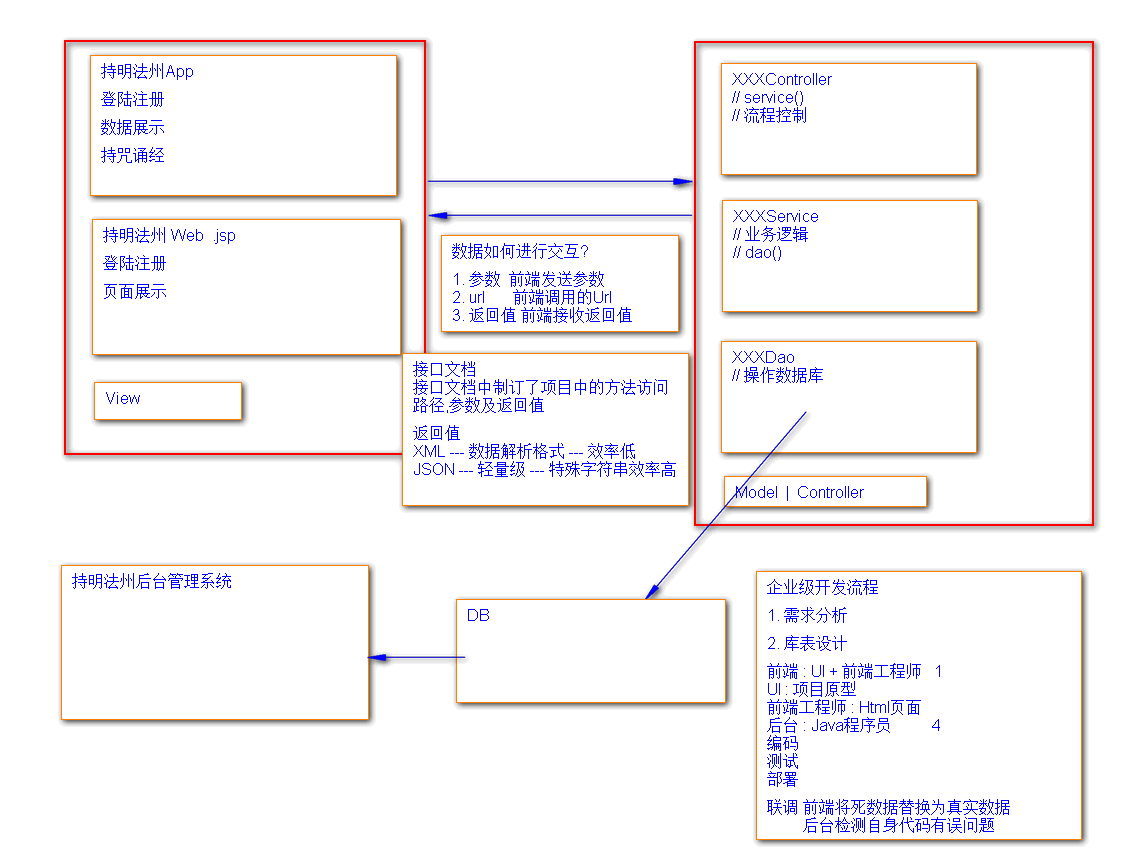 持明法州App
登陆注册
数据展示
持咒诵经
持明法州 Web .jsp
登陆注册
页面展示
View
数据如何进行交互?
1. 参数 前端发送参数
2. url 前端调用的Url
3. 返回值 前端接收返回值
接口文档
接口文档中制订了项目中的方法访问
路径,参数及返回值
返回值
XML --- 数据解析格式 --- 效率低
JSON --- 轻量级 --- 特殊字符串效率高
XXXController
// service()
// 流程控制
XXXService
// 业务逻辑
// dao()
XXXDao
// 操作数据库
Model | Controller
持明法州后台管理系统
DB
企业级开发流程
1. 需求分析
2. 库表设计
前端 : UI + 前端工程师 1
UI : 项目原型
前端工程师 : Html页面
后台 : Java程序员 4
编码
测试
部署
联调 前端将死数据替换为真实数据
后台检测自身代码有误问题